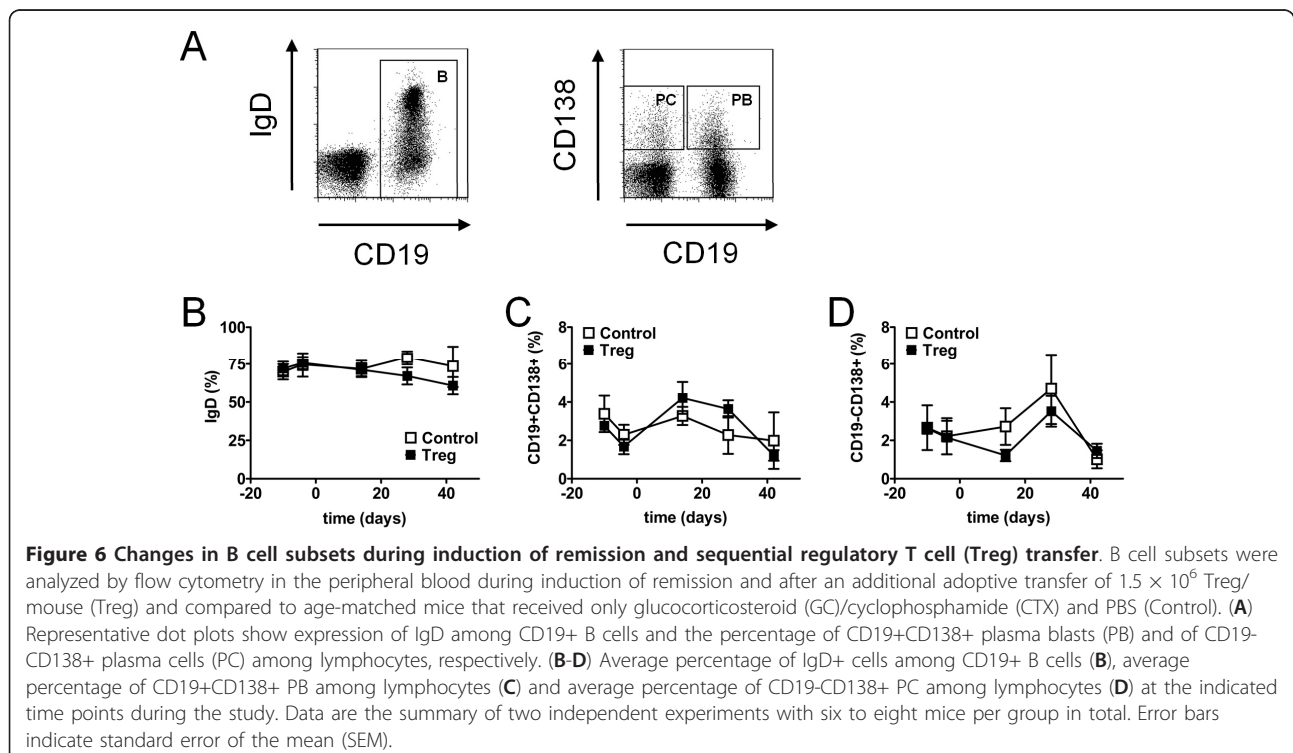 A
IgD
B
CD19
CD138
PC
PB
CD19
B
100
75
50
25
0
IgD (%)
Control
Treg
-20
0
20
40
time (days)
C
8
6
4
2
0
CD19+CD138+ (%)
Control
Treg
-20
0
20
40
time (days)
D
8
6
4
2
0
CD19-CD138+ (%)
Control
Treg
-20
0
20
40
time (days)
Figure 6 Changes in B cell subsets during induction of remission and sequential regulatory T cell (Treg) transfer. B cell subsets were
analyzed by flow cytometry in the peripheral blood during induction of remission and after an additional adoptive transfer of 1.5 × 10⁶ Treg/
mouse (Treg) and compared to age-matched mice that received only glucocorticosteroid (GC)/cyclophosphamide (CTX) and PBS (Control). (A)
Representative dot plots show expression of IgD among CD19+ B cells and the percentage of CD19+CD138+ plasma blasts (PB) and of CD19-
CD138+ plasma cells (PC) among lymphocytes, respectively. (B-D) Average percentage of IgD+ cells among CD19+ B cells (B), average
percentage of CD19+CD138+ PB among lymphocytes (C) and average percentage of CD19-CD138+ PC among lymphocytes (D) at the indicated
time points during the study. Data are the summary of two independent experiments with six to eight mice per group in total. Error bars
indicate standard error of the mean (SEM).